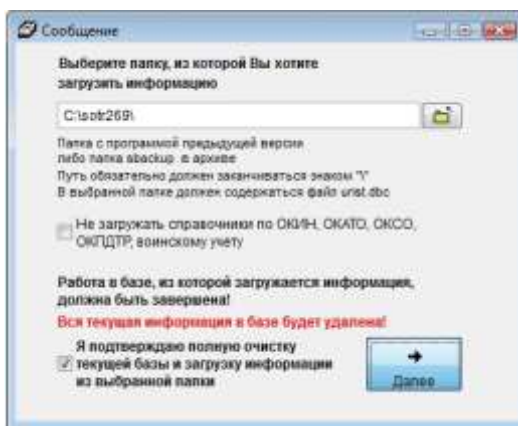 Сообщение
Выберите папку, из которой Вы хотите
загрузить информацию
C:\sotr269\
Папка с программой предыдущей версии
либо папка abackup в архиве
Путь обязательно должен заканчиваться знаком "\"
В выбранной папке должен содержаться файл urist.dbc
Не загружать справочники по ОКИН, ОКАТО, ОКСО,
ОКПДТР, воинскому учету
Работа в базе, из которой загружается информация,
должна быть завершена!
Вся текущая информация в базе будет удалена!
Я подтверждаю полную очистку
текущей базы и загрузку информации
из выбранной папки
Далее